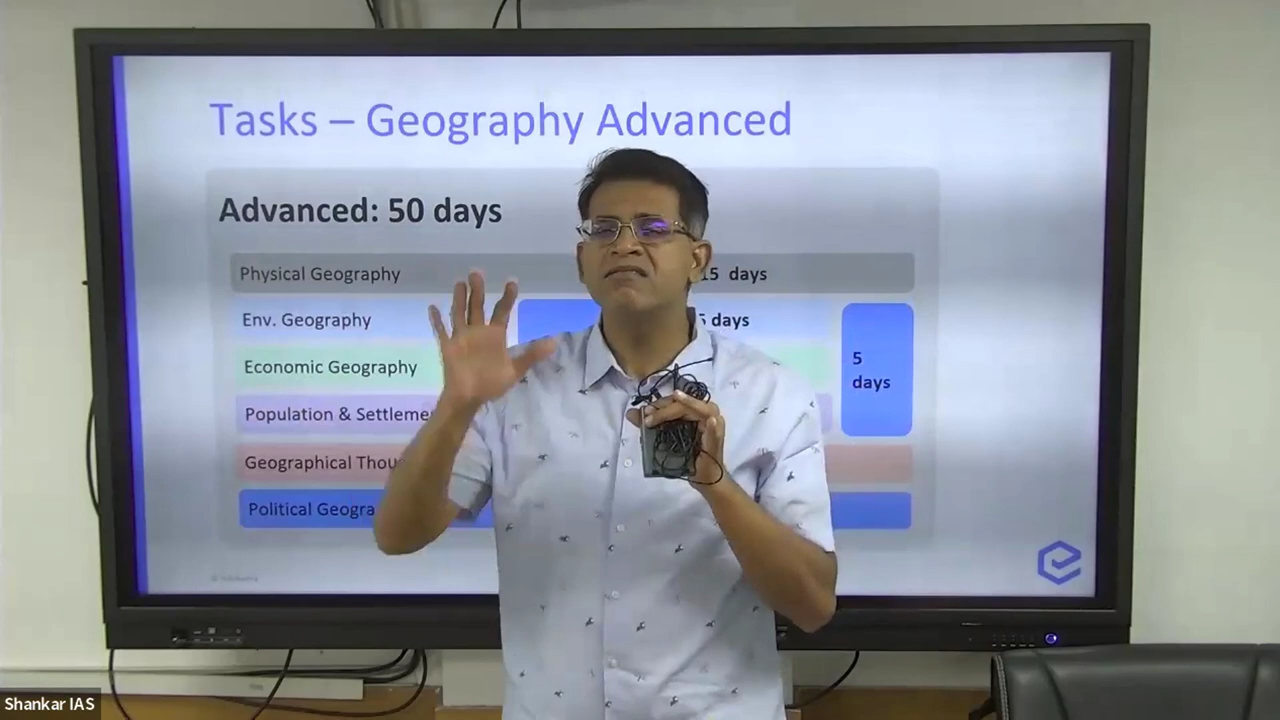 Tasks – Geography Advanced
Advanced: 50 days
Physical Geography 15 days
Env. Geography 5 days
Economic Geography
5
days
Population & Settleme
Geographical Thou
Political Geogra
Shankar IAS